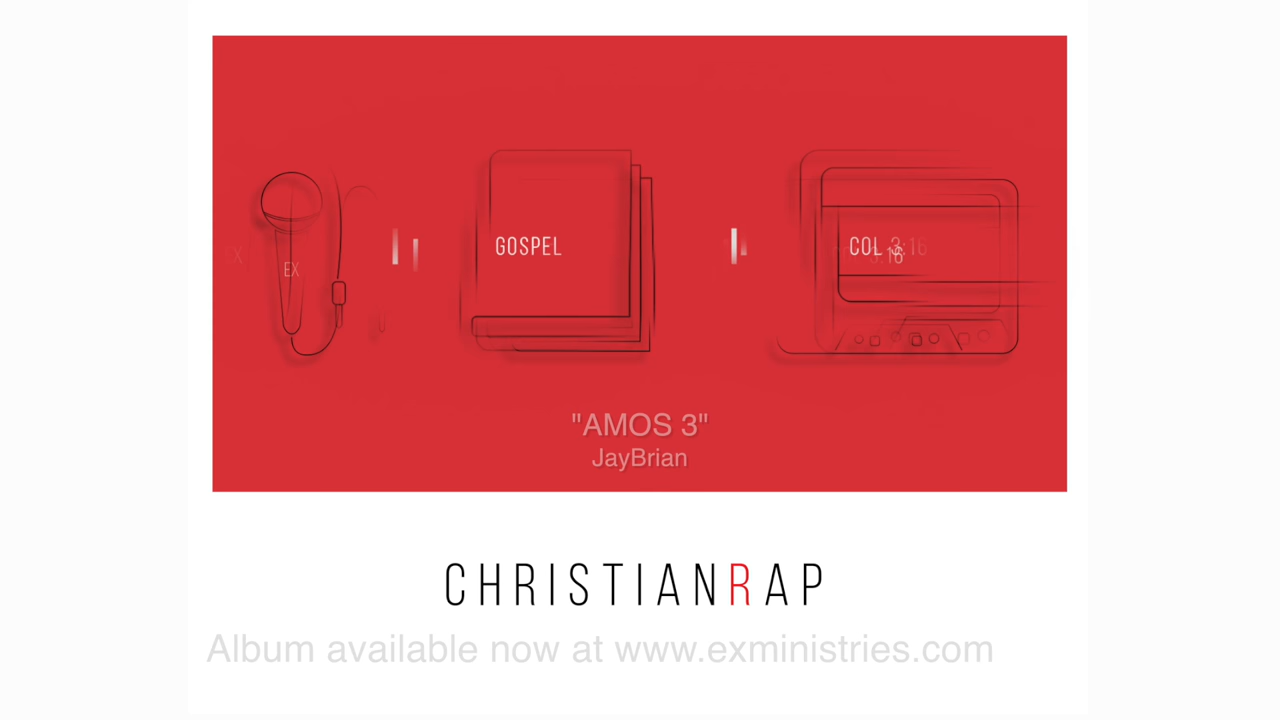 EX
GOSPEL
COL 3:16
"AMOS 3"
JayBrian
CHRISTIANRAP
Album available now at www.exministries.com